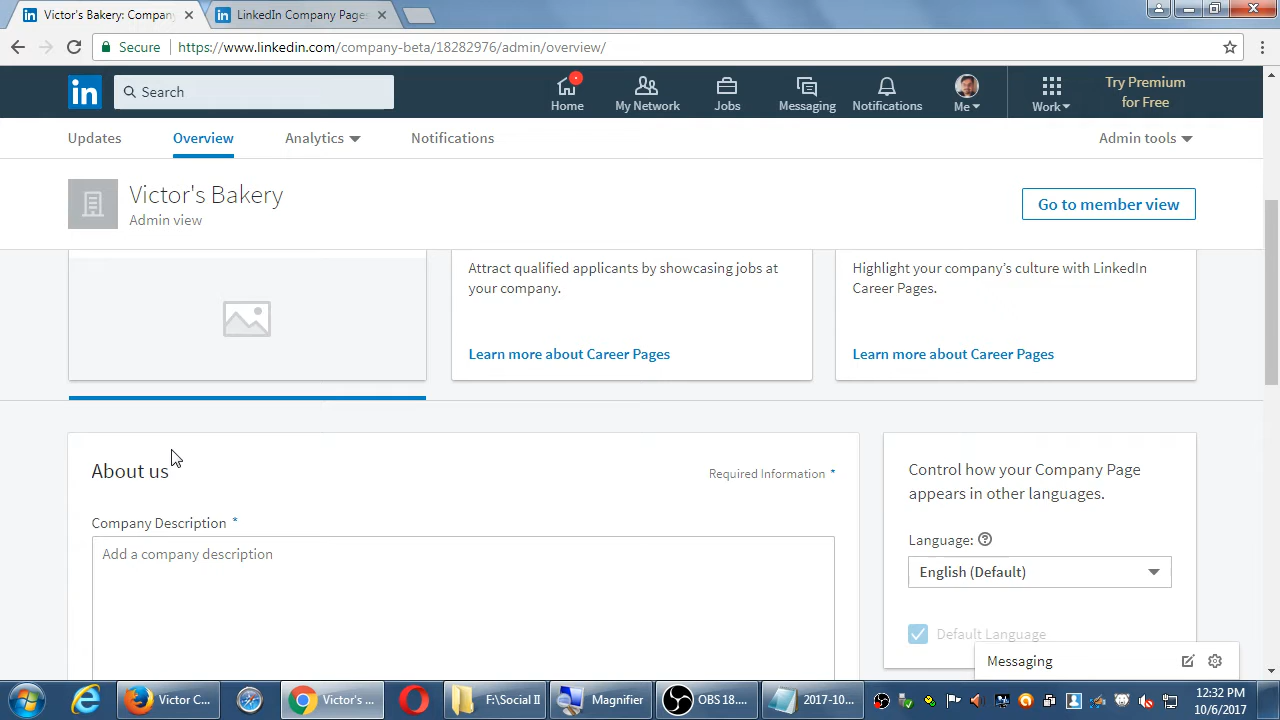 Victor's Bakery: Company
LinkedIn Company Pages
Secure
https://www.linkedin.com/company-beta/18282976/admin/overview/
in
Search
Home
My Network
Jobs
Messaging
Notifications
Me
Work
Try Premium
for Free
Updates
Overview
Analytics
Notifications
Admin tools
Victor's Bakery
Admin view
Go to member view
Attract qualified applicants by showcasing jobs at
your company.
Learn more about Career Pages
Highlight your company's culture with LinkedIn
Career Pages.
Learn more about Career Pages
About us
Required Information *
Company Description *
Add a company description
Control how your Company Page
appears in other languages.
Language:
English (Default)
Default Language
Messaging
Victor C...
Victor's ...
F:\Social II
Magnifier
OBS 18....
2017-10...
12:32 PM
10/6/2017